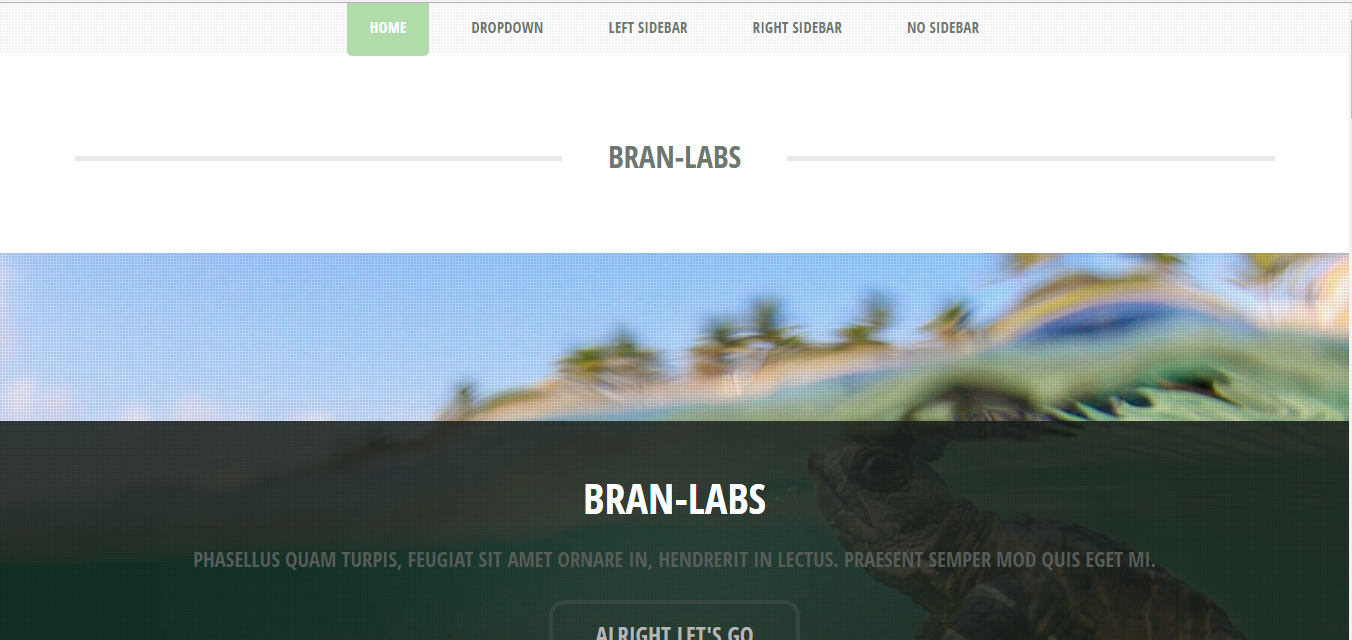 HOME DROPDOWN LEFT SIDEBAR RIGHT SIDEBAR NO SIDEBAR
BRAN-LABS
BRAN-LABS
PHASELLUS QUAM TURPIS, FEUGIAT SIT AMET ORNARE IN, HENDRERIT IN LECTUS. PRAESENT SEMPER MOD QUIS EGET MI.
ALRIGHT LET'S GO